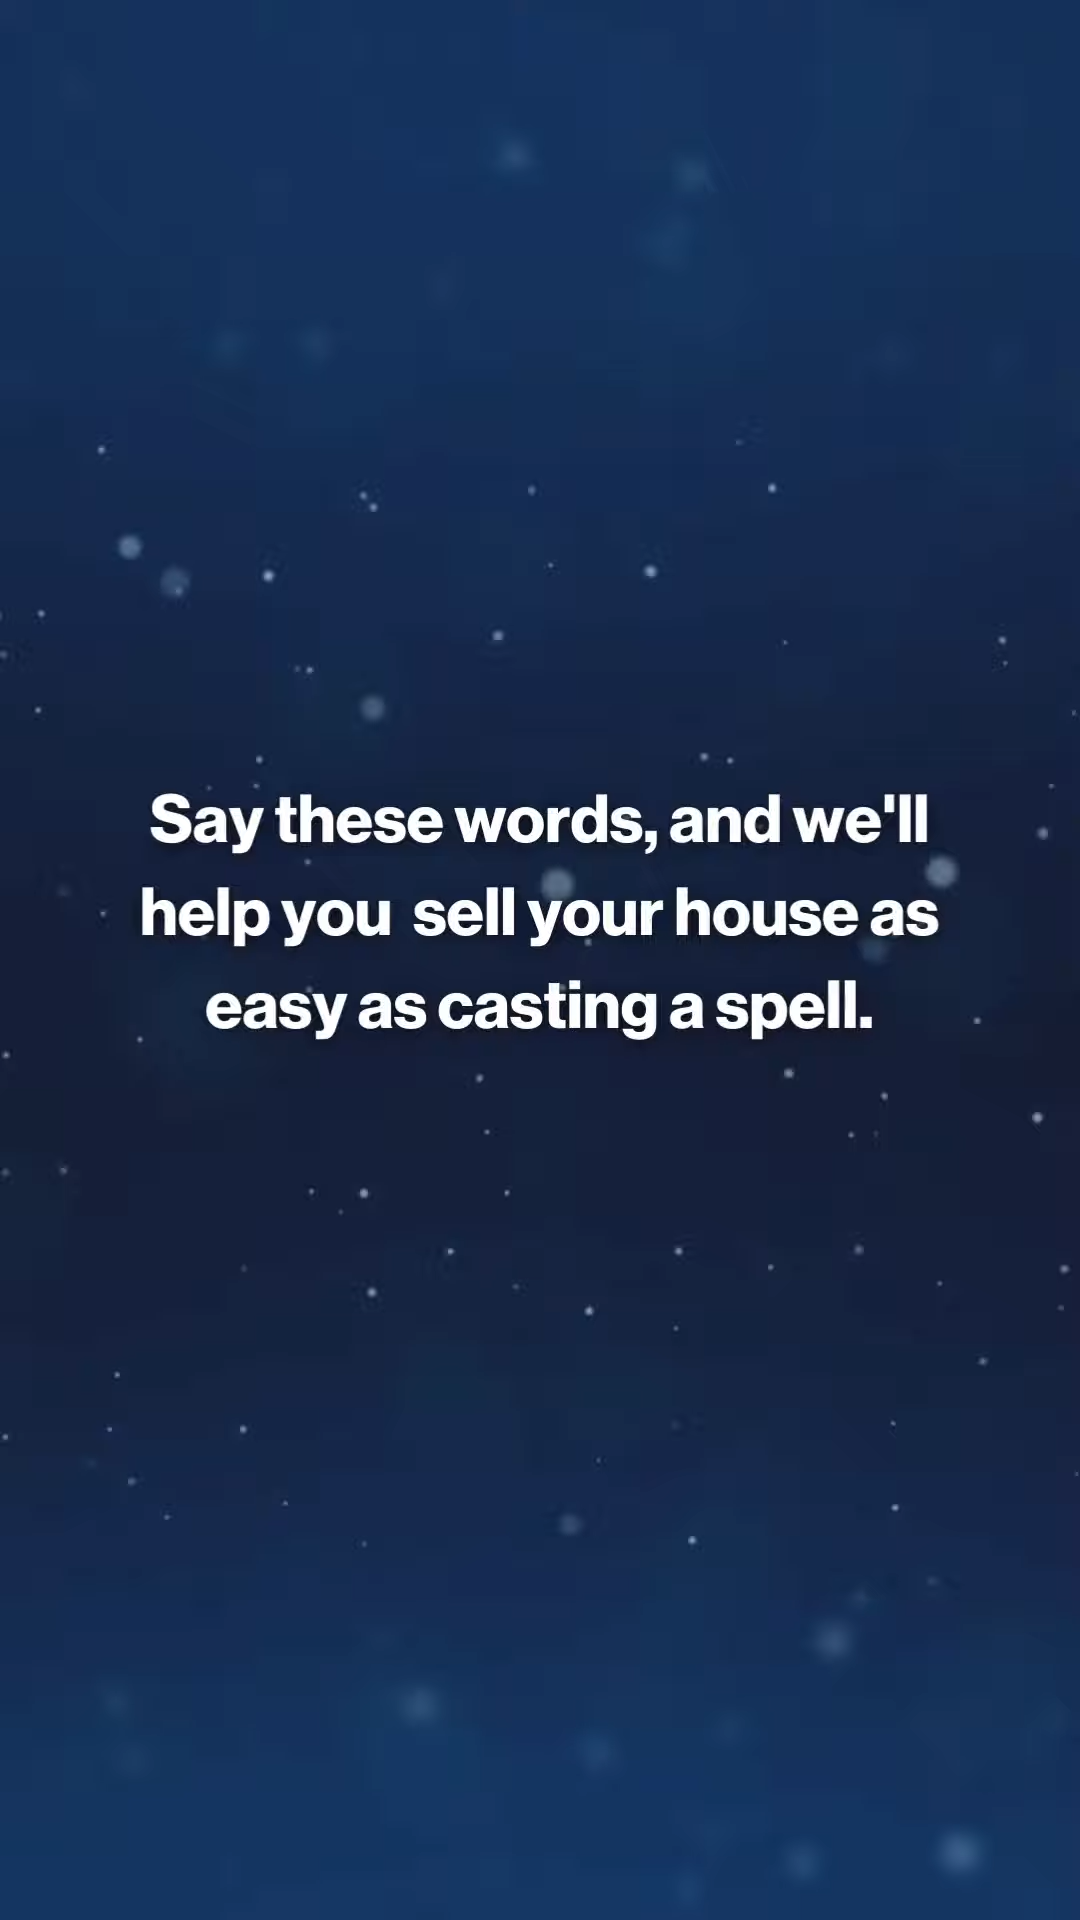 Say these words, and we'll
help you  sell your house as
easy as casting a spell.